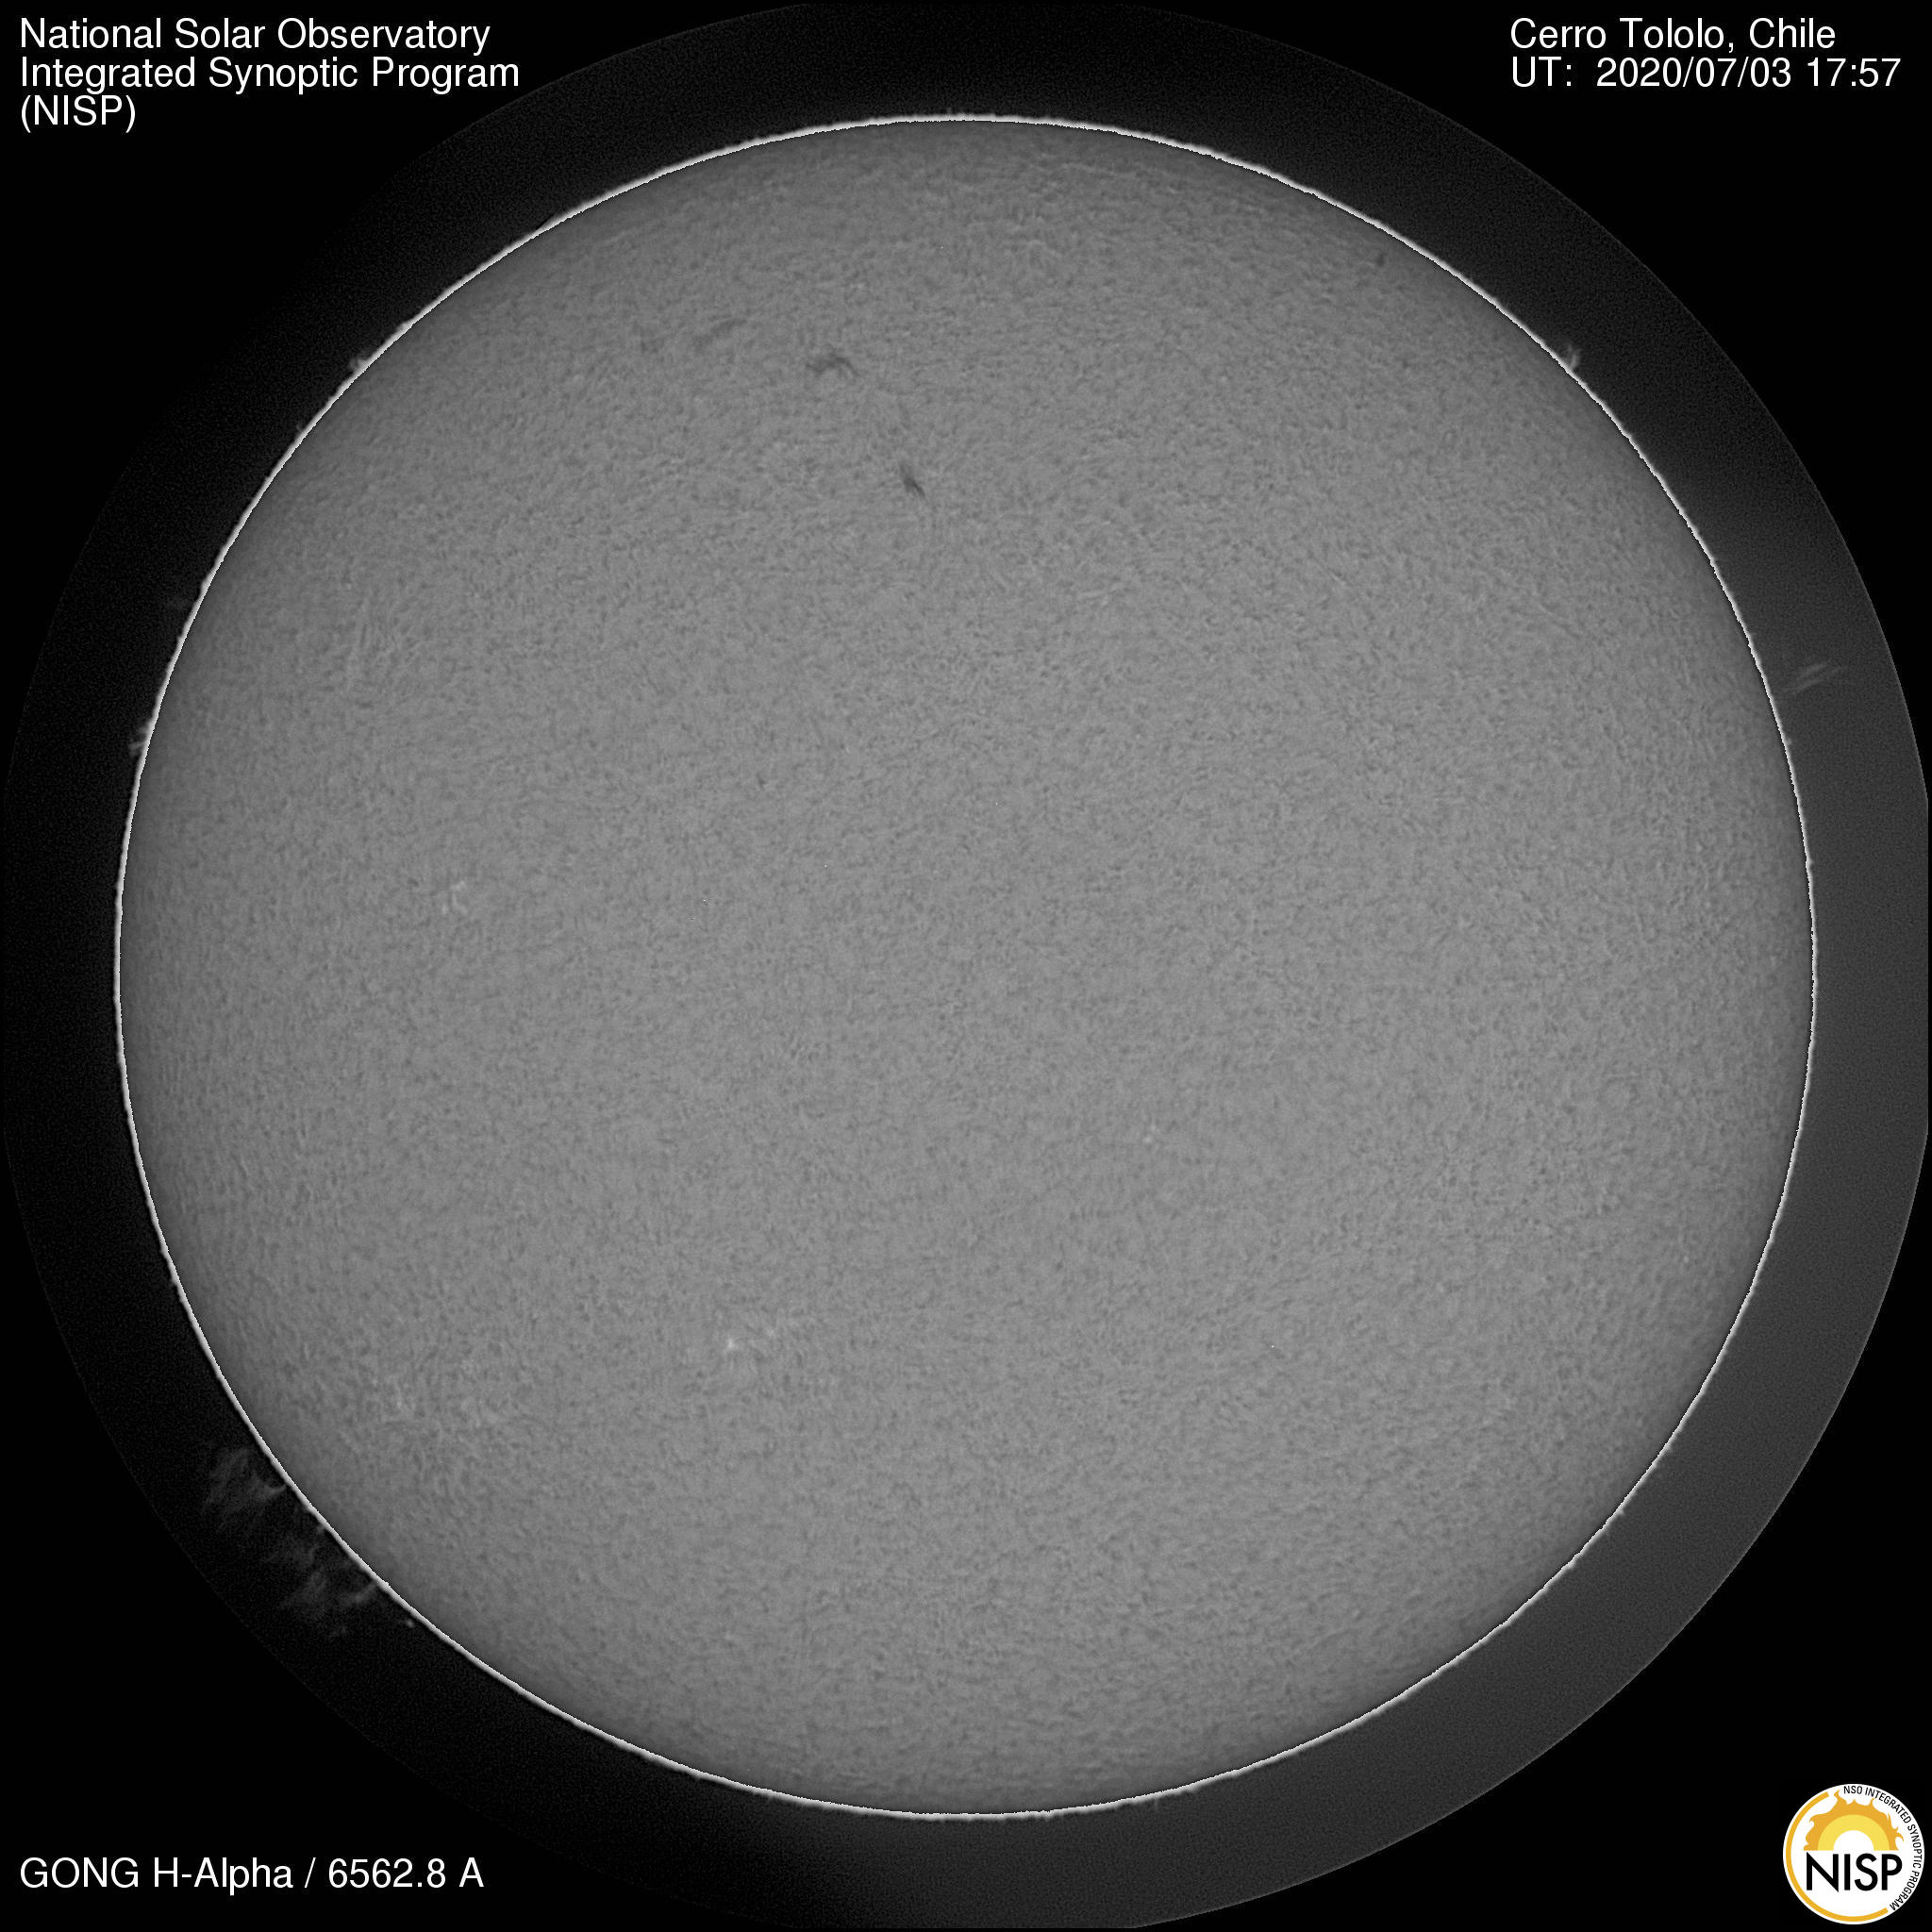 National Solar Observatory
Integrated Synoptic Program
(NISP)
Cerro Tololo, Chile
UT: 2020/07/03 17:57
GONG H-Alpha / 6562.8 A
NSO INTEGRATED SYNOPTIC PROGRAM
NISP